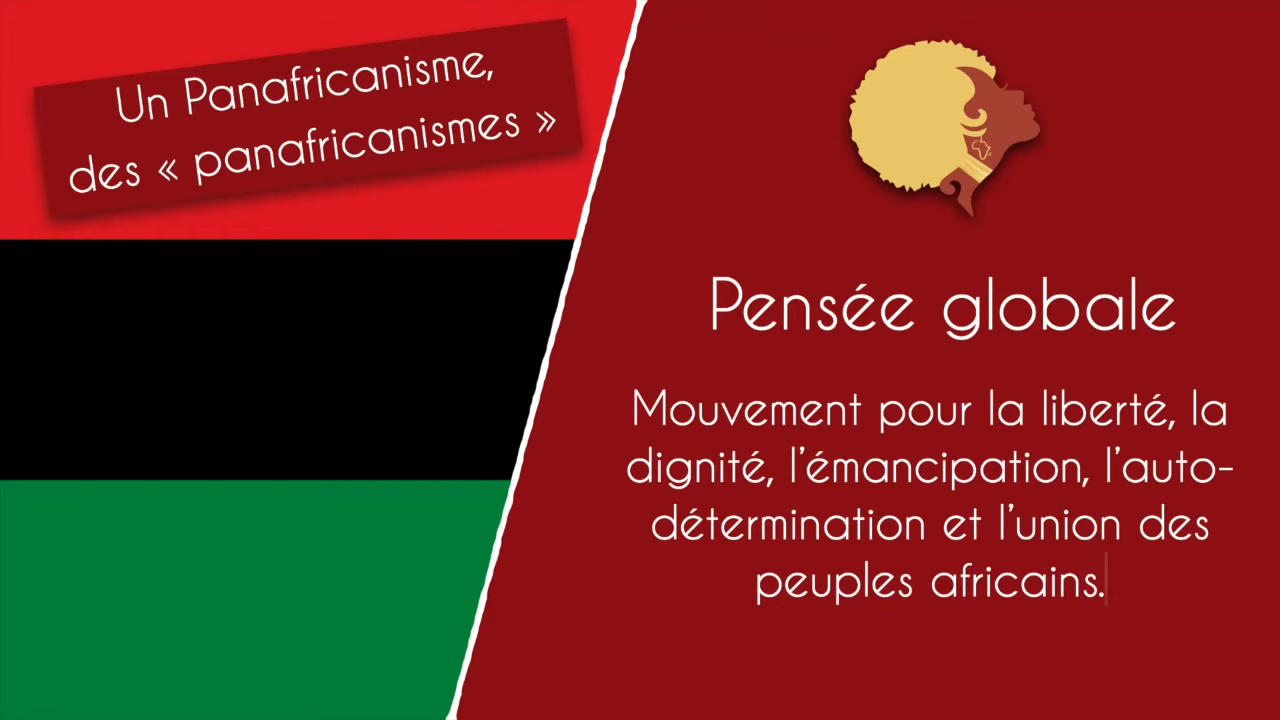 Un Panafricanisme,
des « panafricanismes »
Pensée globale
Mouvement pour la liberté, la
dignité, l'émancipation, l'auto-
détermination et l'union des
peuples africains.